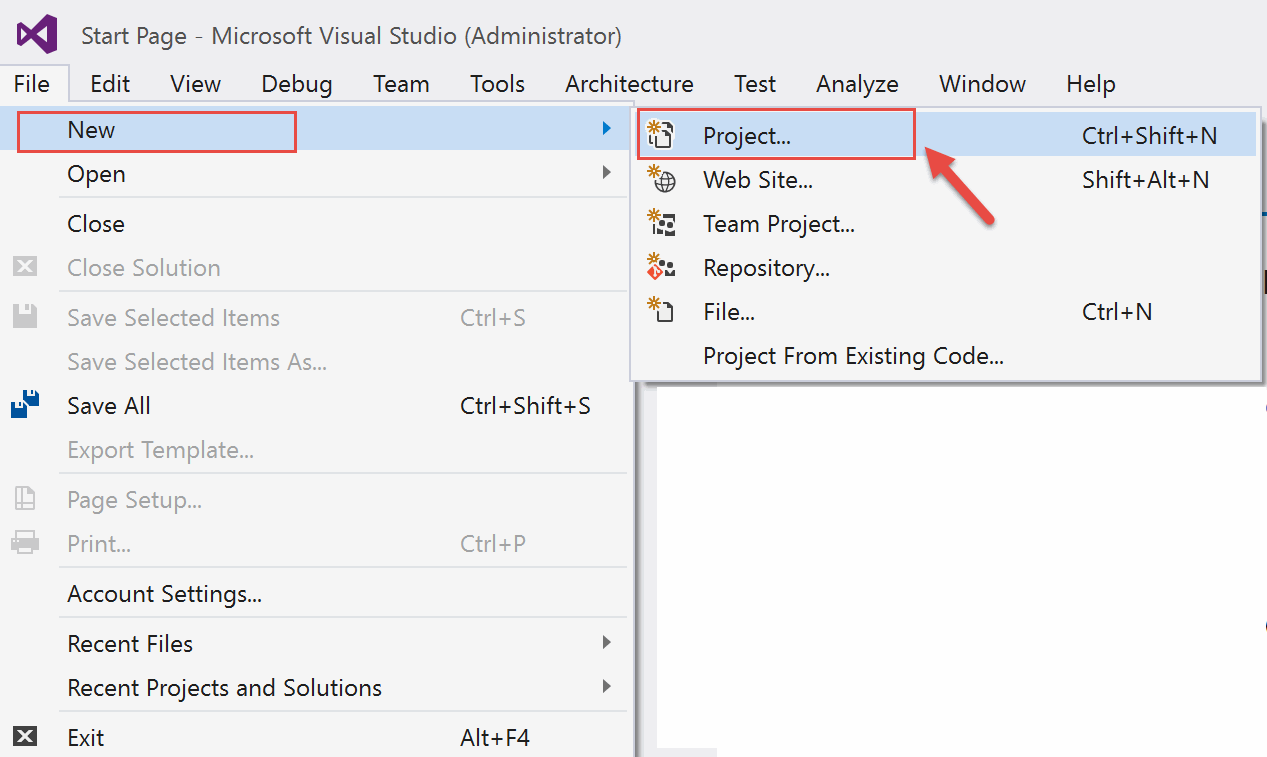 Start Page - Microsoft Visual Studio (Administrator)
File Edit View Debug Team Tools Architecture Test Analyze Window Help
New
Open
Close
Close Solution
Save Selected Items Ctrl+S
Save Selected Items As...
Save All Ctrl+Shift+S
Export Template...
Page Setup...
Print... Ctrl+P
Account Settings...
Recent Files
Recent Projects and Solutions
Exit Alt+F4
Project... Ctrl+Shift+N
Web Site... Shift+Alt+N
Team Project...
Repository...
File... Ctrl+N
Project From Existing Code...